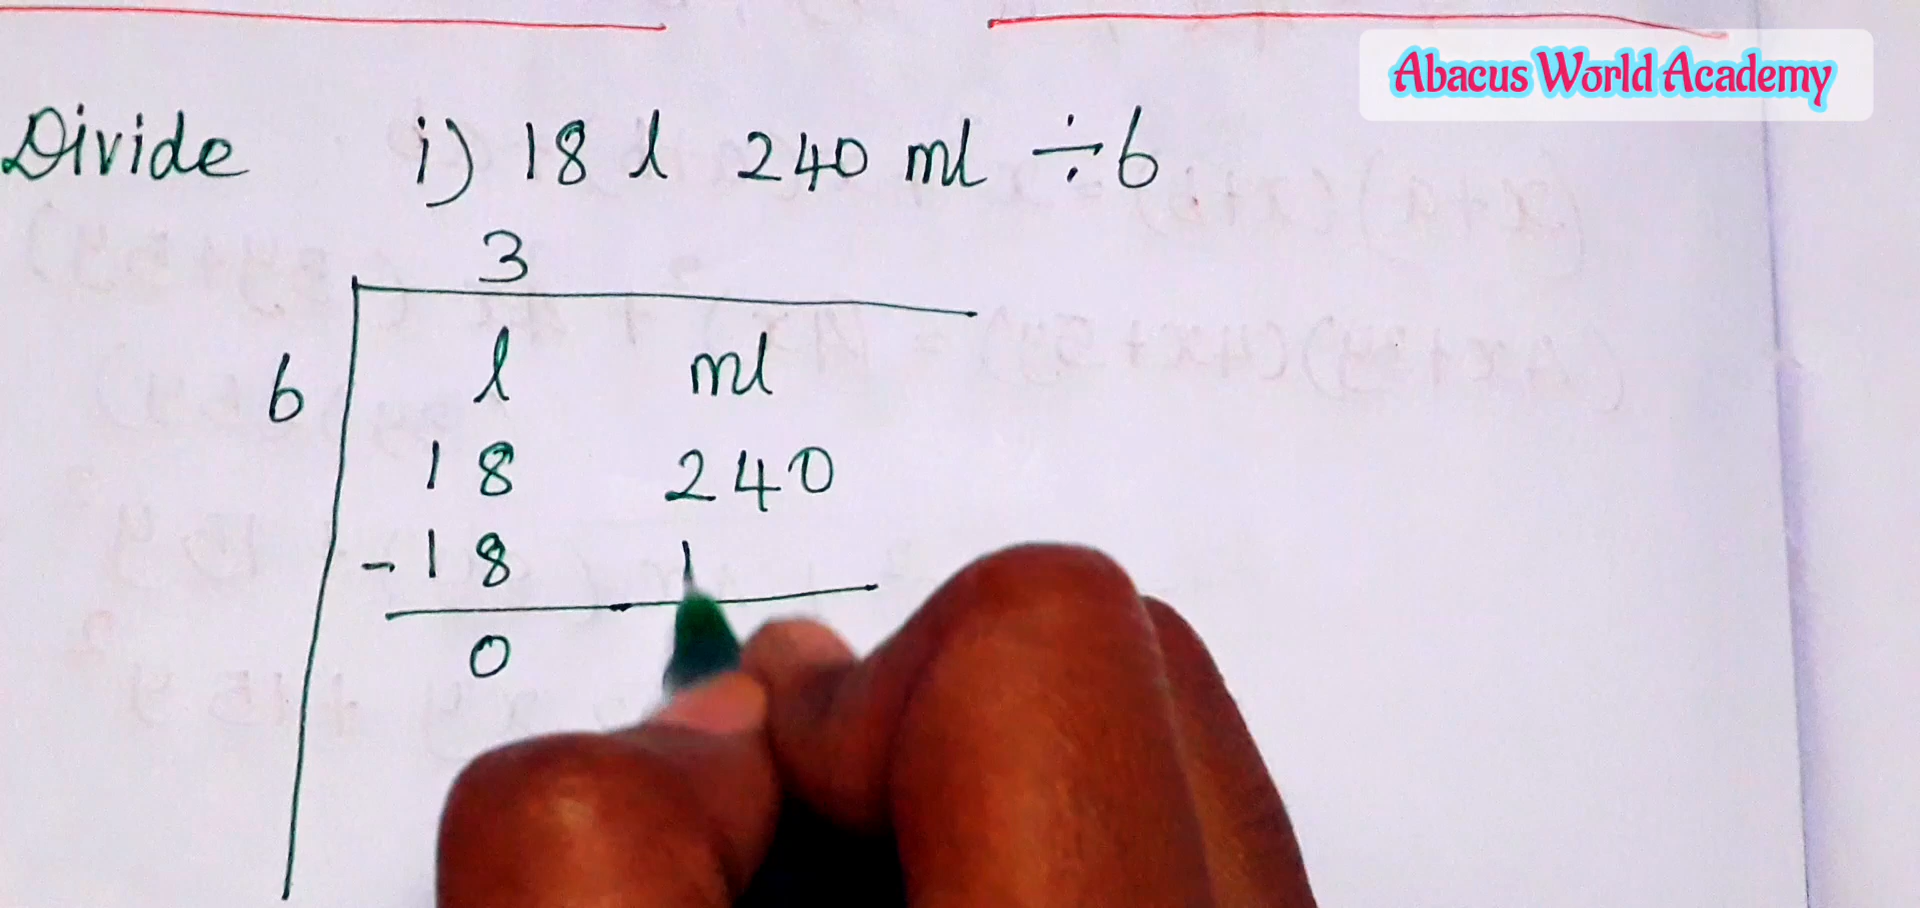 Abacus World Academy
Divide i) 18 l 240 ml ÷ 6
3
6 l ml
18 240
- 18
0